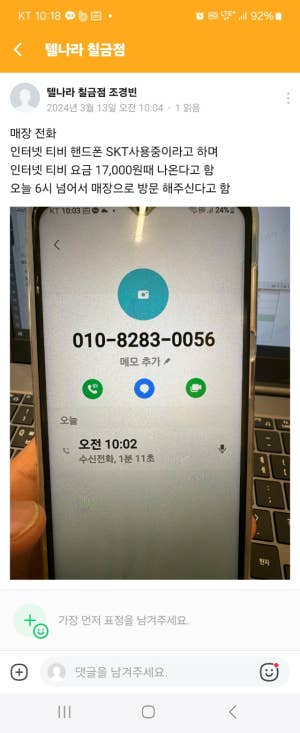 KT 10:18
92%
텔나라 칠금점
텔나라 칠금점 조경빈
2024년 3월 13일 오전 10:04 · 1 읽음
매장 전화
인터넷 티비 핸드폰 SKT사용중이라고 하며
인터넷 티비 요금 17,000원때 나온다고 함
오늘 6시 넘어서 매장으로 방문 해주신다고 함
KT 10:03
24%
010-8283-0056
메모 추가
오늘
오전 10:02
수신전화, 1분 11초
가장 먼저 표정을 남겨주세요.
댓글을 남겨주세요.